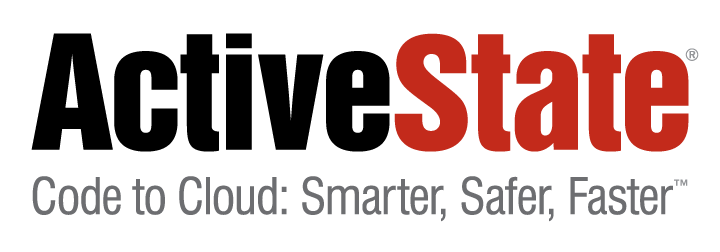 ActiveState®
Code to Cloud: Smarter, Safer, Faster™